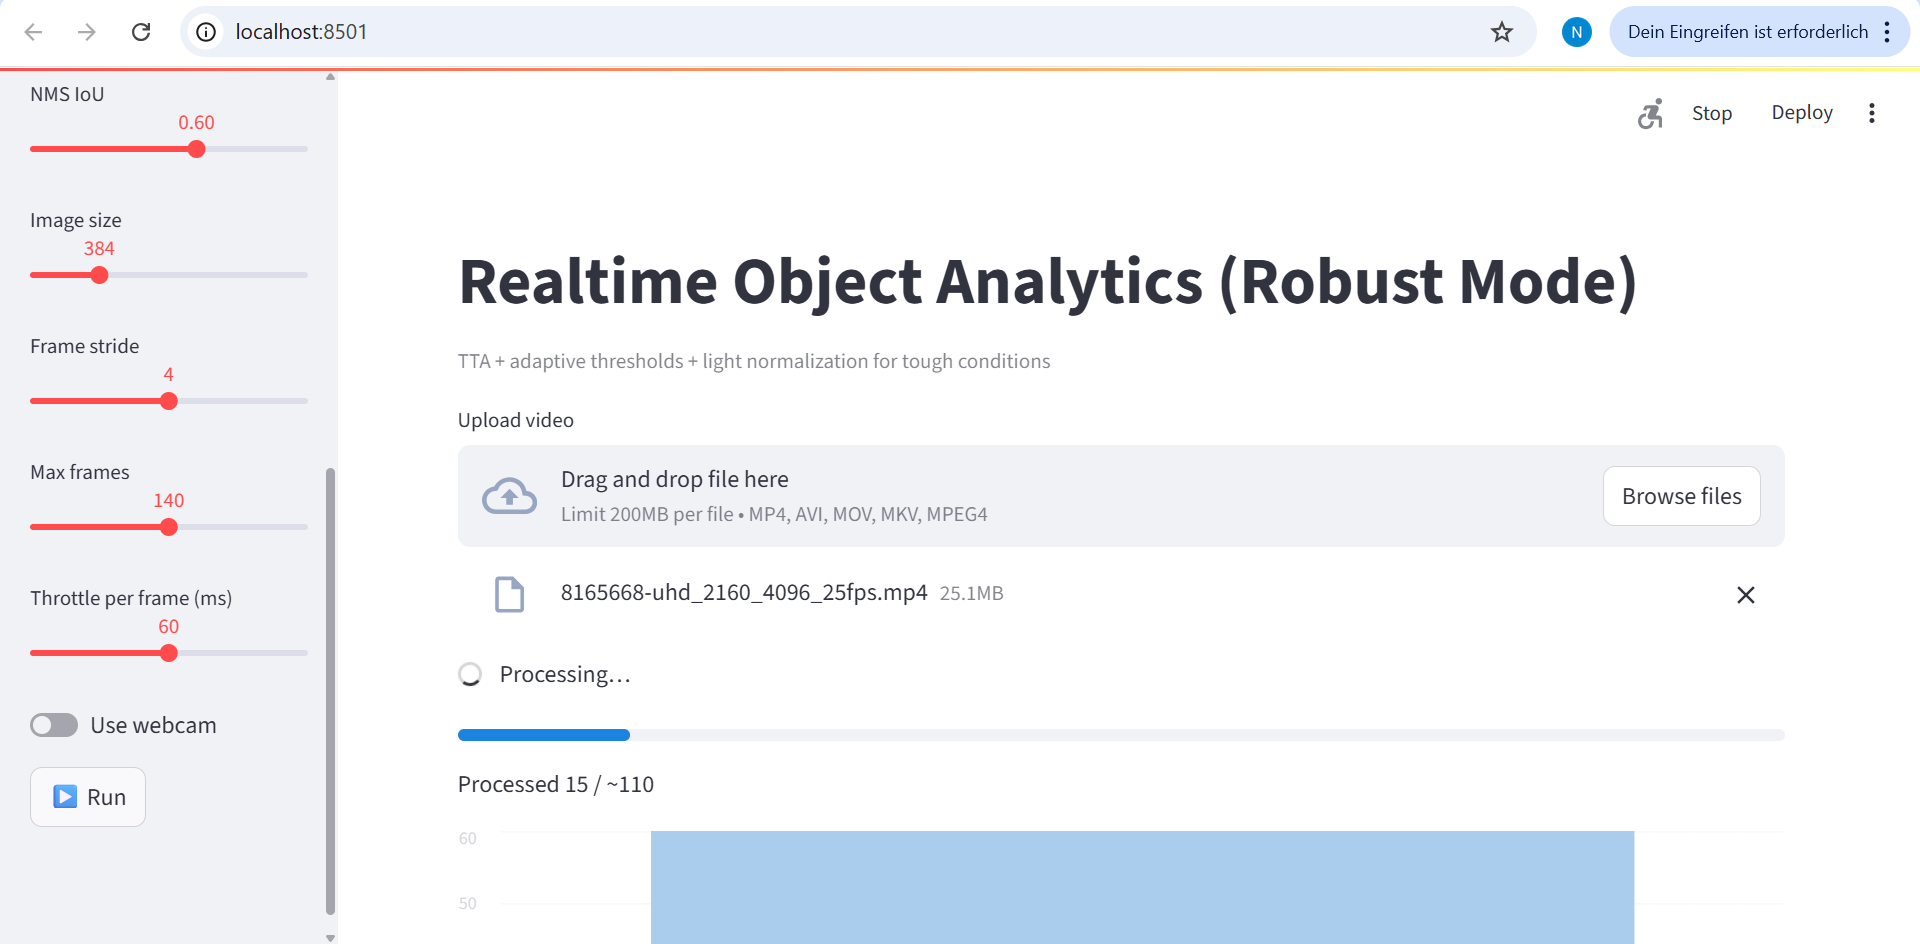 localhost:8501
N
Dein Eingreifen ist erforderlich
NMS IoU
0.60
Image size
384
Frame stride
4
Max frames
140
Throttle per frame (ms)
60
Use webcam
Run
Stop
Deploy
Realtime Object Analytics (Robust Mode)
TTA + adaptive thresholds + light normalization for tough conditions
Upload video
Drag and drop file here
Limit 200MB per file • MP4, AVI, MOV, MKV, MPEG4
Browse files
8165668-uhd_2160_4096_25fps.mp4 25.1MB
Processing...
Processed 15 / ~110
60
50